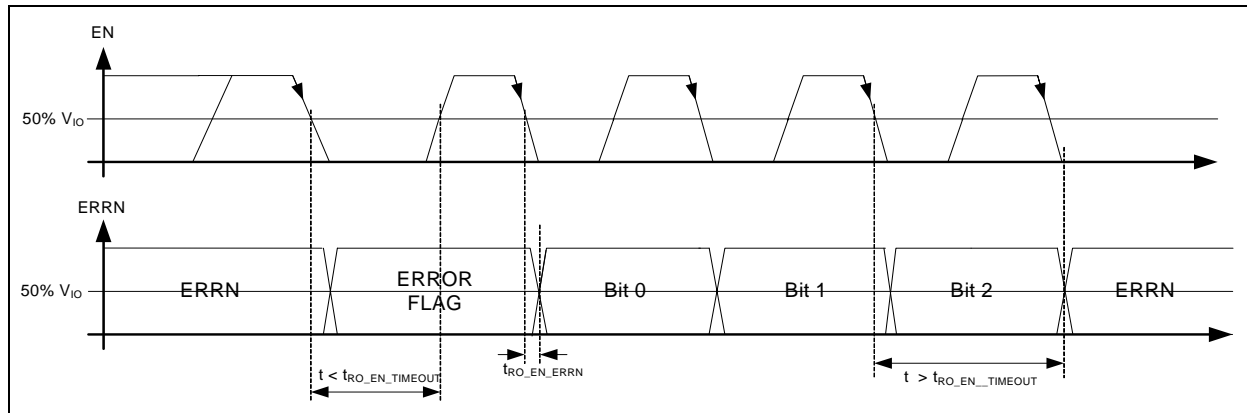 EN
50% VIO
ERRN
50% VIO
ERRN
ERROR
FLAG
Bit 0
Bit 1
Bit 2
ERRN
t < tRO_EN_TIMEOUT
tRO_EN_ERRN
t > tRO_EN__TIMEOUT